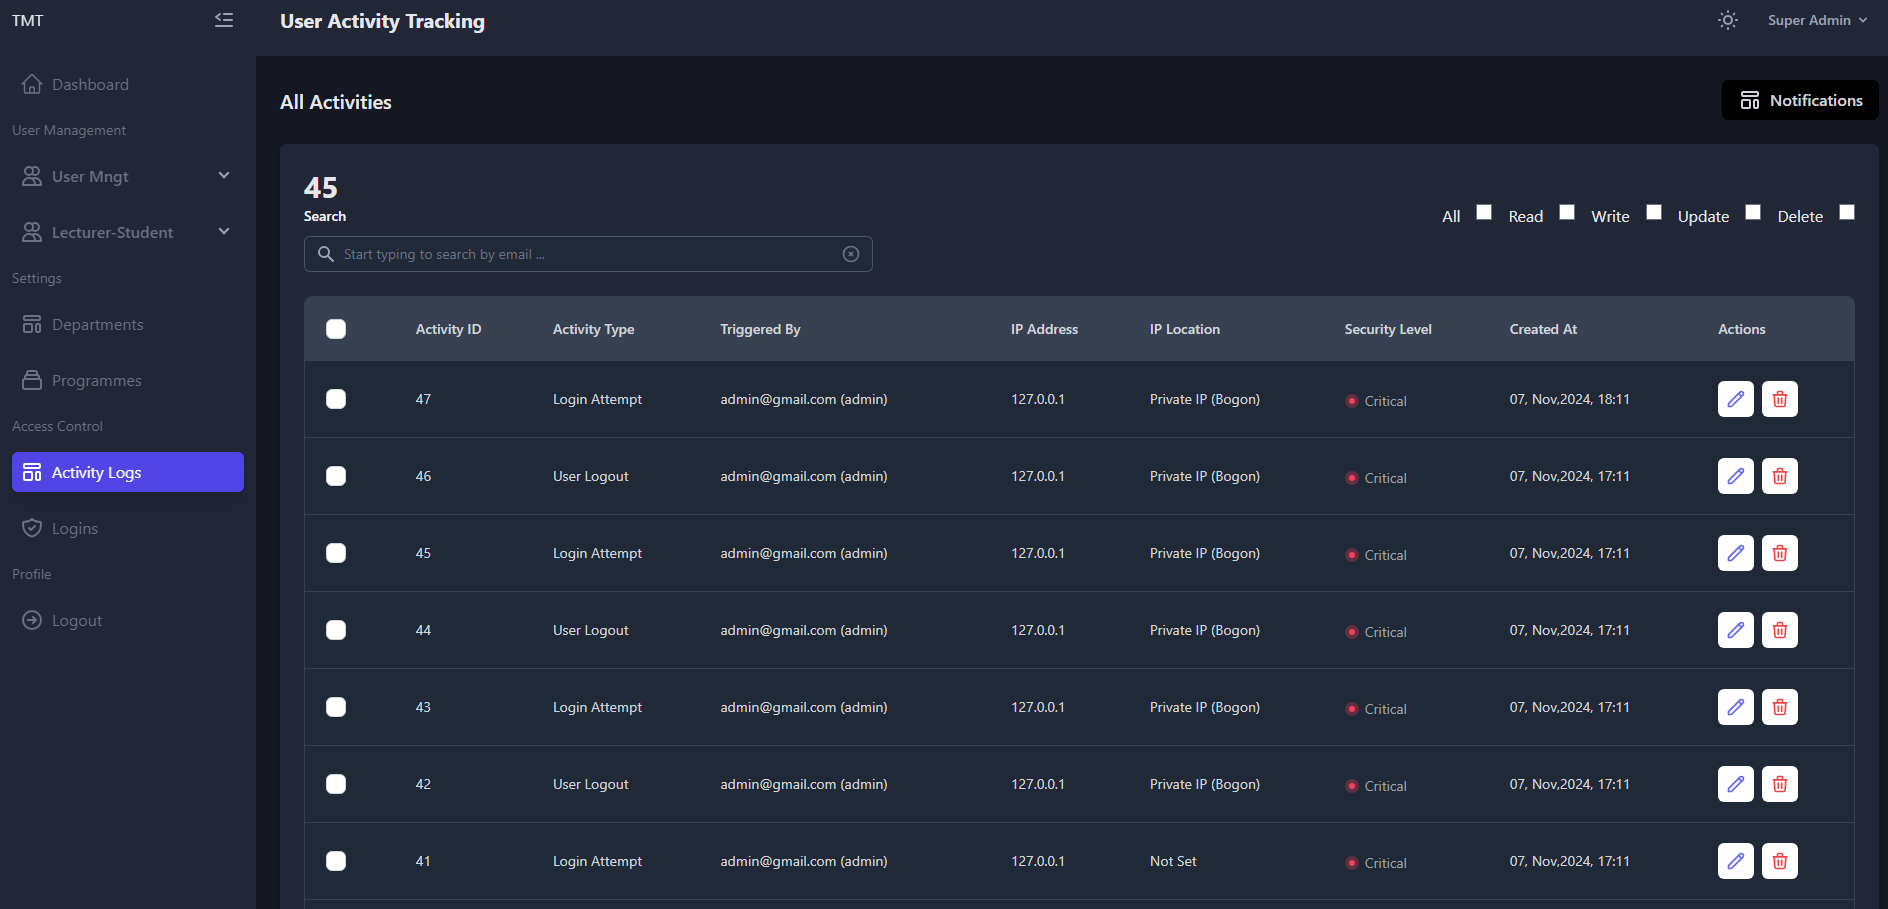 TMT
User Activity Tracking
Super Admin
Dashboard
User Management
User Mngt
Lecturer-Student
Settings
Departments
Programmes
Access Control
Activity Logs
Logins
Profile
Logout
All Activities
Notifications
45
Search
All Read Write Update Delete
Start typing to search by email ...
Activity ID Activity Type Triggered By IP Address IP Location Security Level Created At Actions
47 Login Attempt admin@gmail.com (admin) 127.0.0.1 Private IP (Bogon) Critical 07, Nov,2024, 18:11
46 User Logout admin@gmail.com (admin) 127.0.0.1 Private IP (Bogon) Critical 07, Nov,2024, 17:11
45 Login Attempt admin@gmail.com (admin) 127.0.0.1 Private IP (Bogon) Critical 07, Nov,2024, 17:11
44 User Logout admin@gmail.com (admin) 127.0.0.1 Private IP (Bogon) Critical 07, Nov,2024, 17:11
43 Login Attempt admin@gmail.com (admin) 127.0.0.1 Private IP (Bogon) Critical 07, Nov,2024, 17:11
42 User Logout admin@gmail.com (admin) 127.0.0.1 Private IP (Bogon) Critical 07, Nov,2024, 17:11
41 Login Attempt admin@gmail.com (admin) 127.0.0.1 Not Set Critical 07, Nov,2024, 17:11